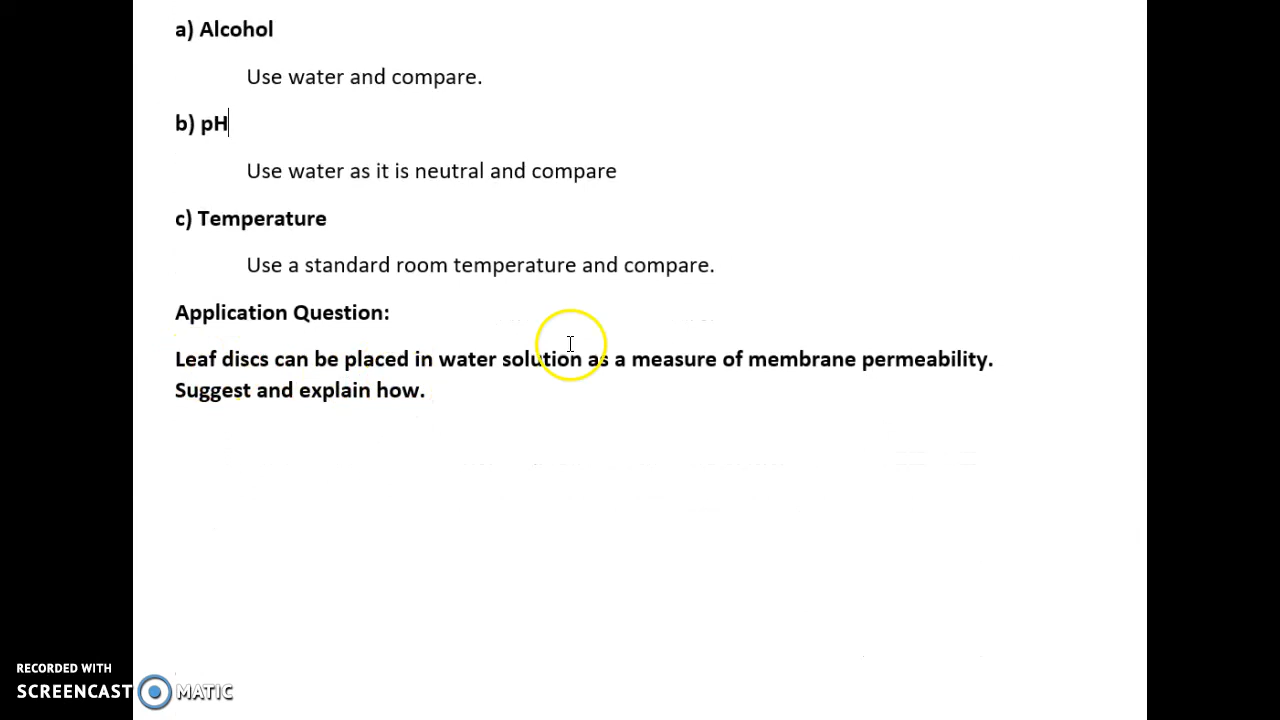 a) Alcohol
Use water and compare.
b) pH
Use water as it is neutral and compare
c) Temperature
Use a standard room temperature and compare.
Application Question:
Leaf discs can be placed in water solution as a measure of membrane permeability.
Suggest and explain how.
RECORDED WITH
SCREENCAST MATIC